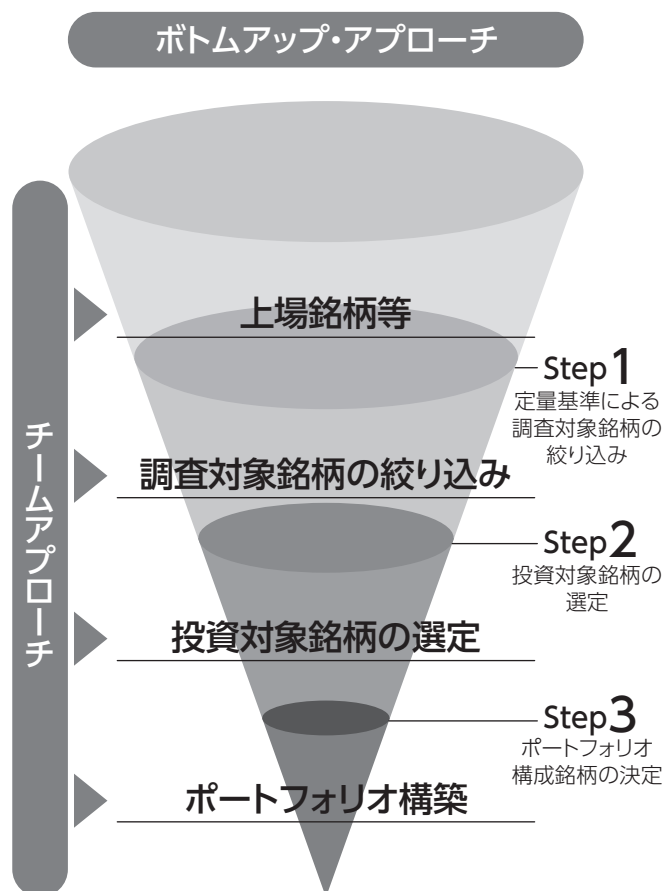 ボトムアップ・アプローチ
チームアプローチ
上場銘柄等
Step1
定量基準による
調査対象銘柄の
絞り込み
調査対象銘柄の絞り込み
Step2
投資対象銘柄の
選定
投資対象銘柄の選定
Step3
ポートフォリオ
構成銘柄の決定
ポートフォリオ構築